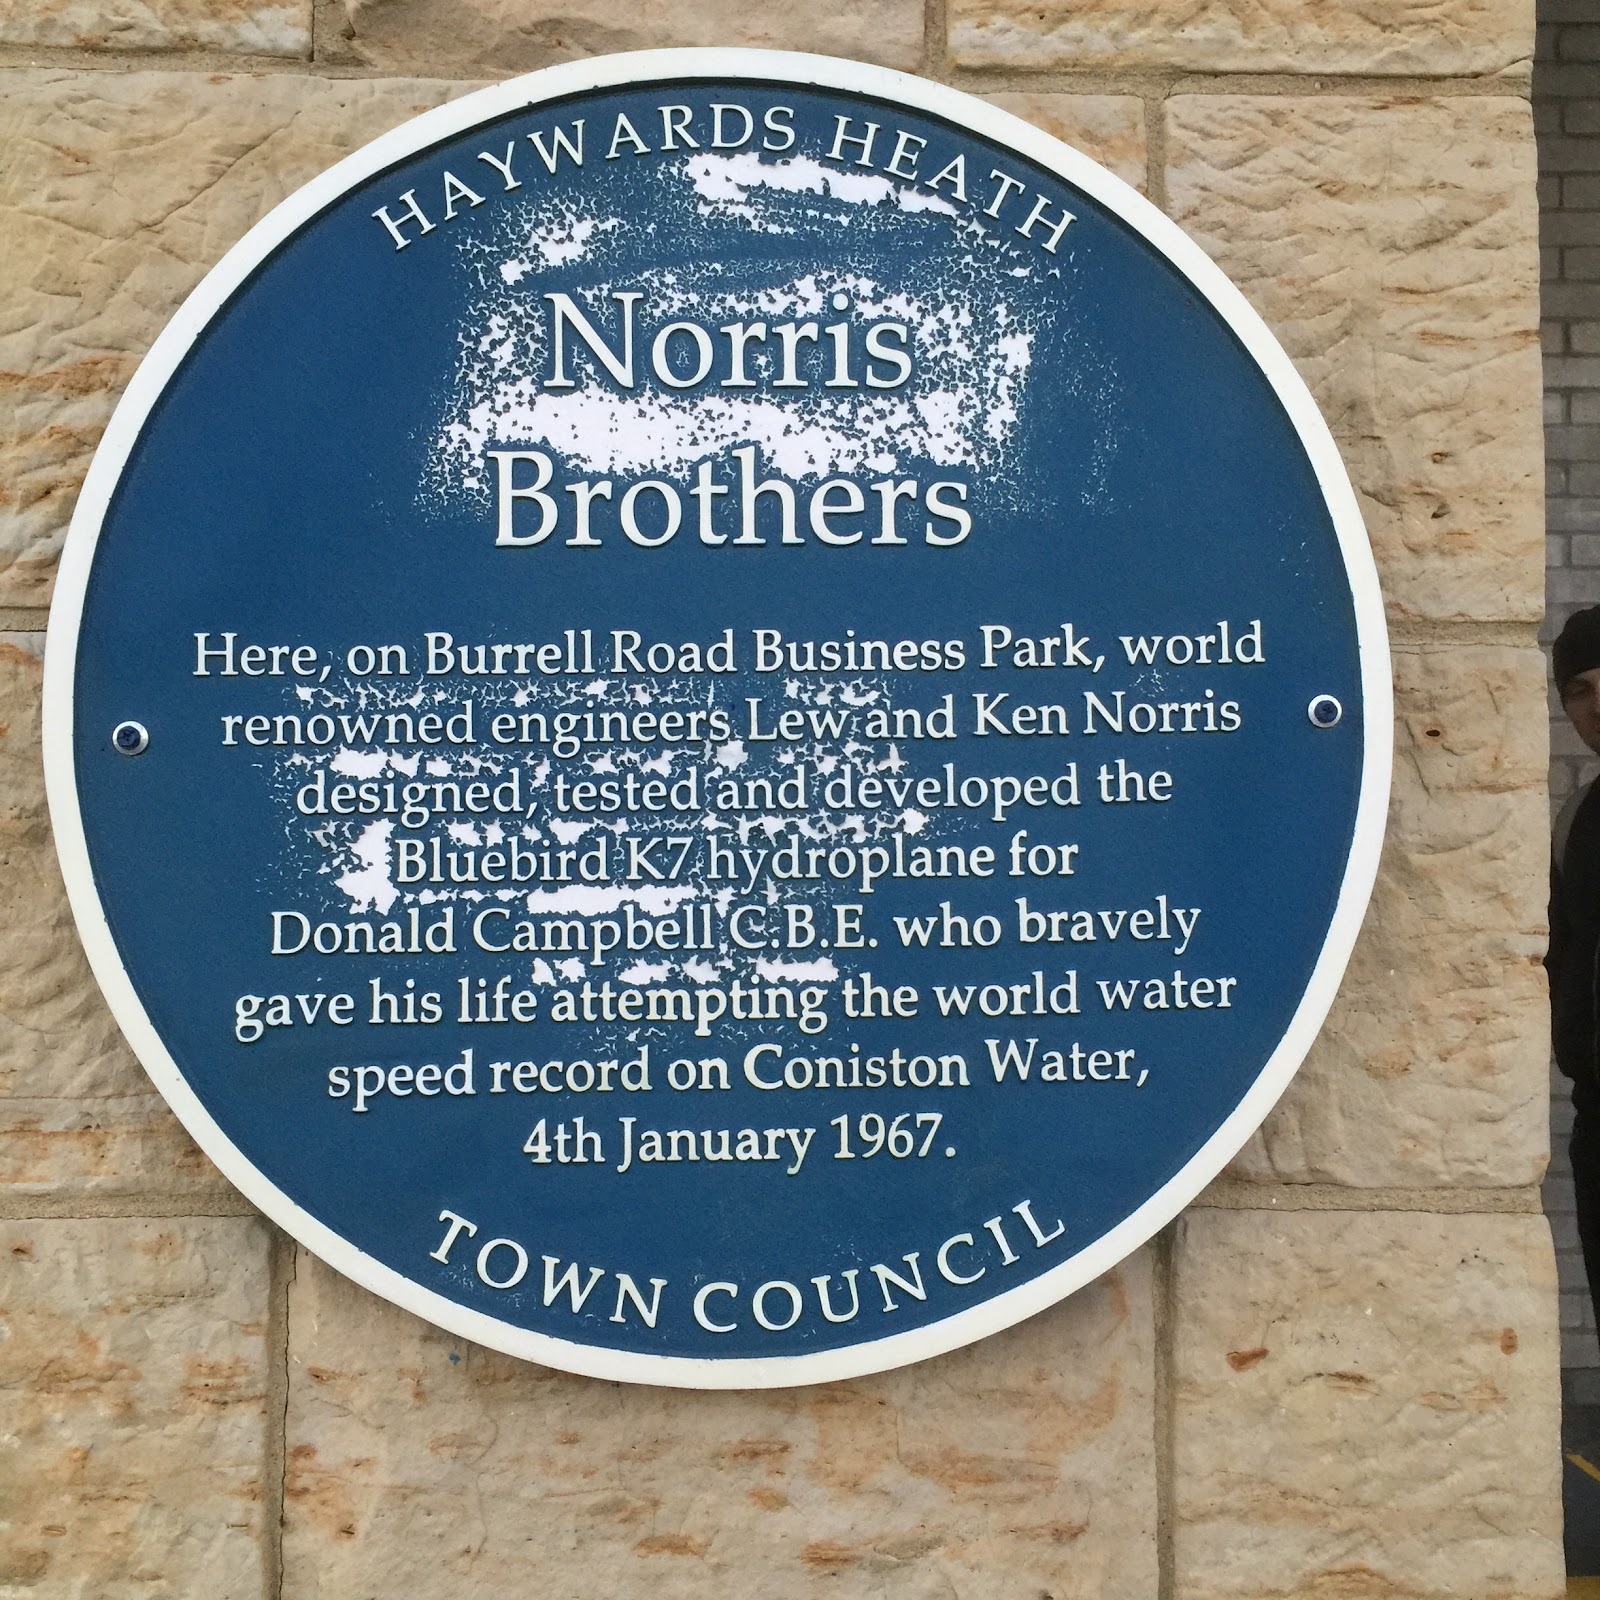 HAYWARDS HEATH
Norris
Brothers
Here, on Burrell Road Business Park, world
renowned engineers Lew and Ken Norris
designed, tested and developed the
Bluebird K7 hydroplane for
Donald Campbell C.B.E. who bravely
gave his life attempting the world water
speed record on Coniston Water,
4th January 1967.
TOWN COUNCIL